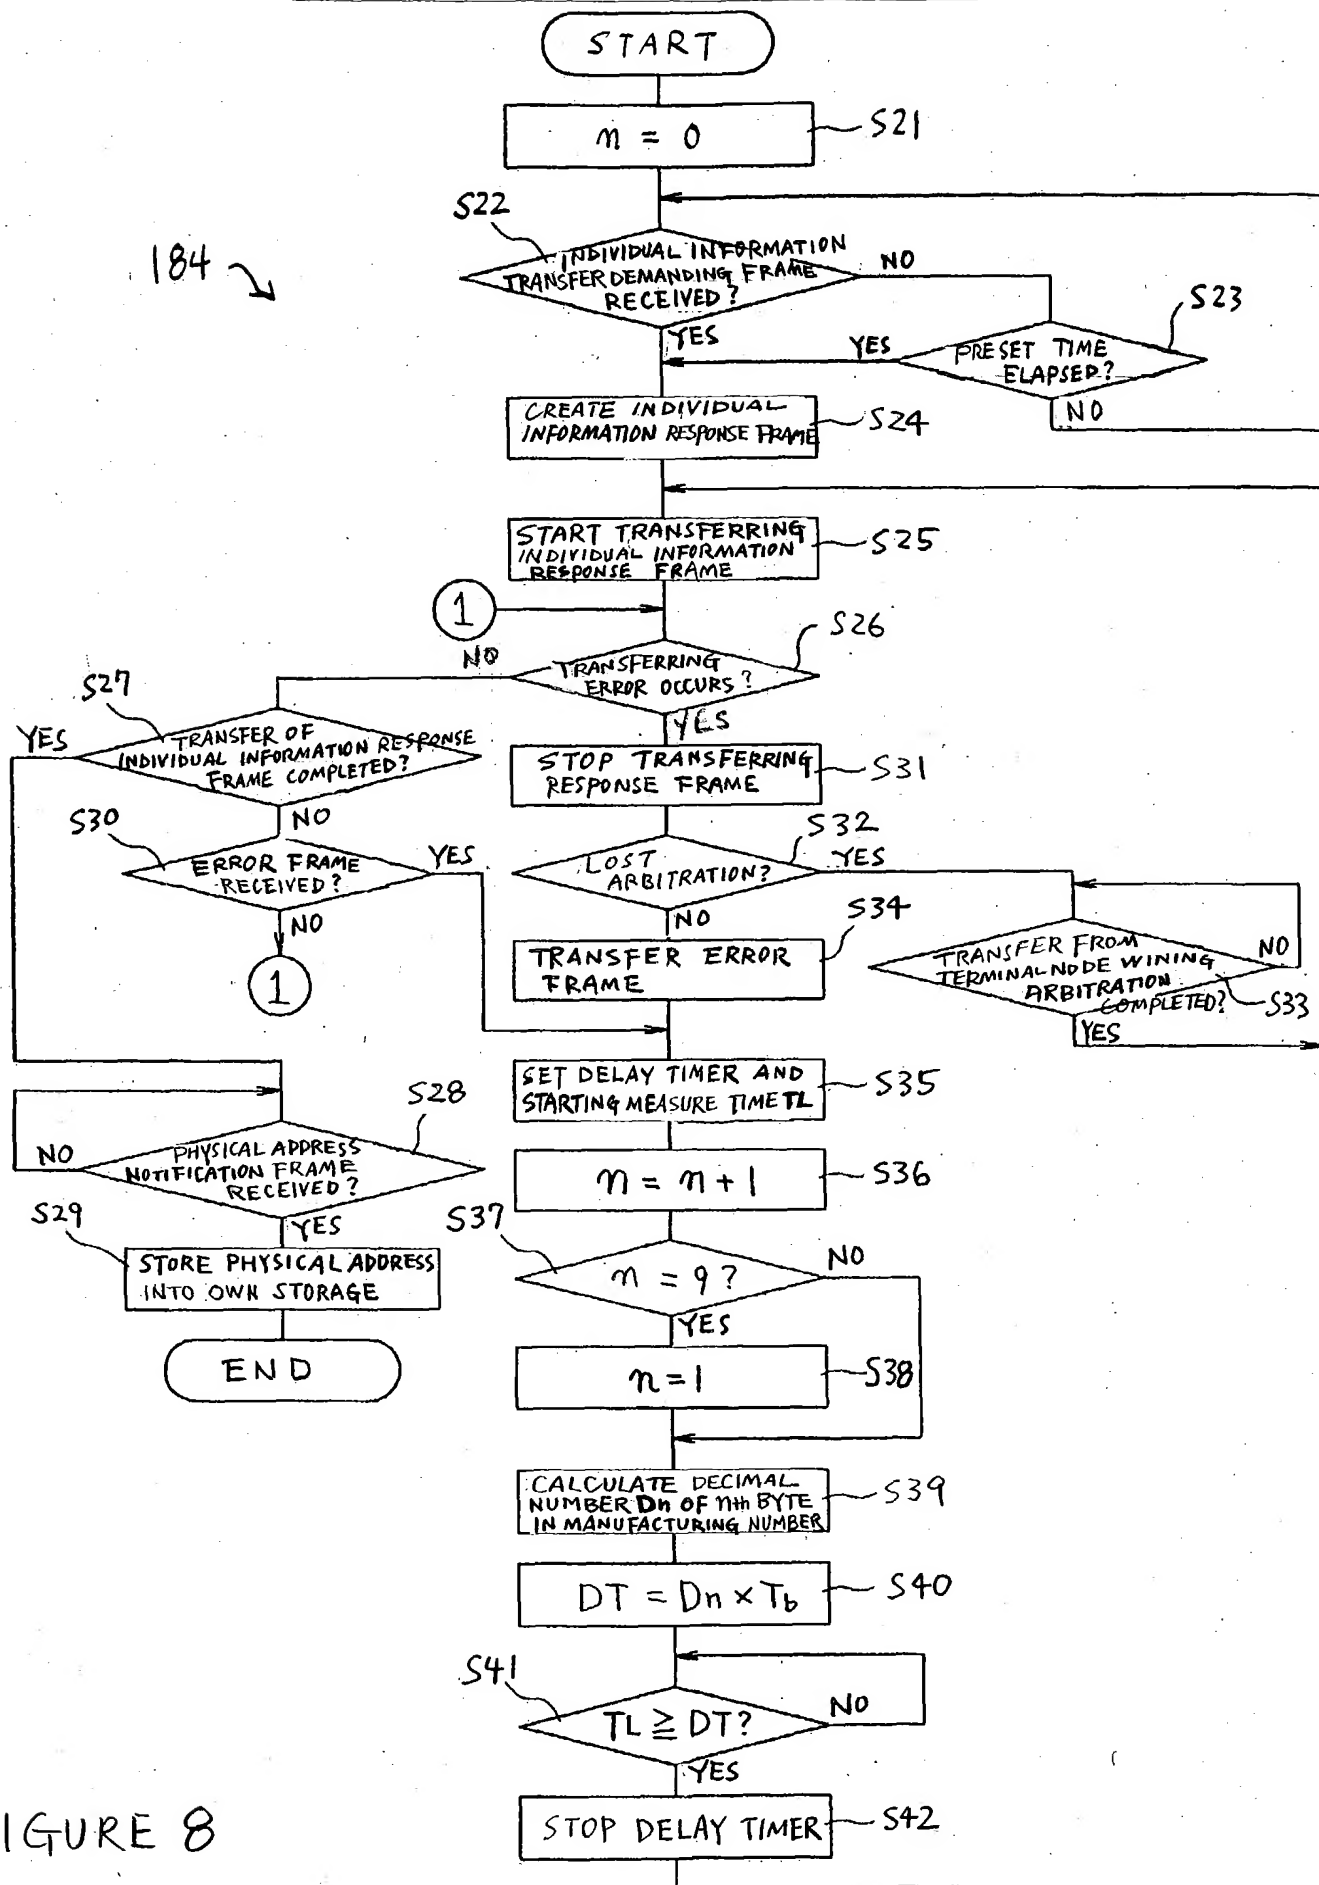 START
n = 0
S21
S22
184
INDIVIDUAL INFORMATION
TRANSFER DEMANDING FRAME
RECEIVED?
NO
S23
YES
YES
PRESET TIME
ELAPSED?
NO
CREATE INDIVIDUAL
INFORMATION RESPONSE FRAME
S24
START TRANSFERRING
INDIVIDUAL INFORMATION
RESPONSE FRAME
S25
1
S26
NO
TRANSFERRING
ERROR OCCURS?
S27
YES
YES
TRANSFER OF
INDIVIDUAL INFORMATION RESPONSE
FRAME COMPLETED?
STOP TRANSFERRING
RESPONSE FRAME
S31
NO
S30
S32
ERROR FRAME
RECEIVED?
YES
LOST
ARBITRATION?
YES
NO
NO
S34
1
TRANSFER ERROR
FRAME
TRANSFER FROM
TERMINAL NODE WINING
ARBITRATION
COMPLETED?
NO
S33
YES
SET DELAY TIMER AND
STARTING MEASURE TIME TL
S35
S28
NO
PHYSICAL ADDRESS
NOTIFICATION FRAME
RECEIVED?
n = n + 1
S36
S29
YES
S37
STORE PHYSICAL ADDRESS
INTO OWN STORAGE
n = 9?
NO
YES
END
n = 1
S38
CALCULATE DECIMAL
NUMBER Dn OF nth BYTE
IN MANUFACTURING NUMBER
S39
DT = Dn × Tb
S40
S41
TL ≧ DT?
NO
YES
STOP DELAY TIMER
S42
IGURE 8